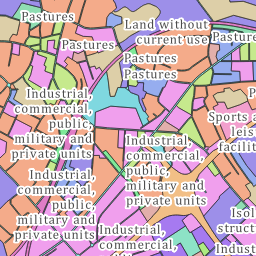 Pastures
Land without
current use
Pastures
Pasture
Pastures
Pastures
Industrial,
commercial,
public,
military and
private units
Sports a
leis
facilit
Industrial,
commercial,
public,
military and
private units
Industrial,
commercial,
public,
military and
private units
Isol
struct
Industrial,
commercial,
Indust